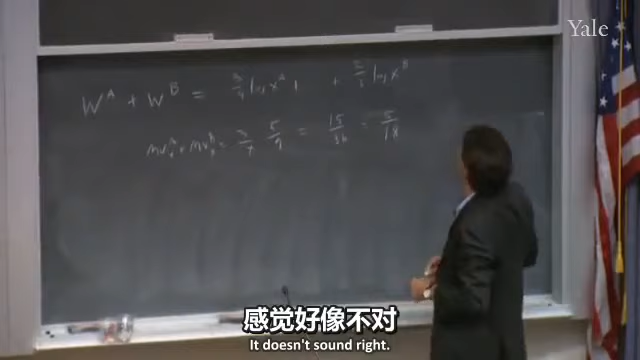 Yale
W^A + W^B = 3/4 log x^A + 2/3 log x^B
= 15/36 = 5/18
感觉好像不对
It doesn't sound right.